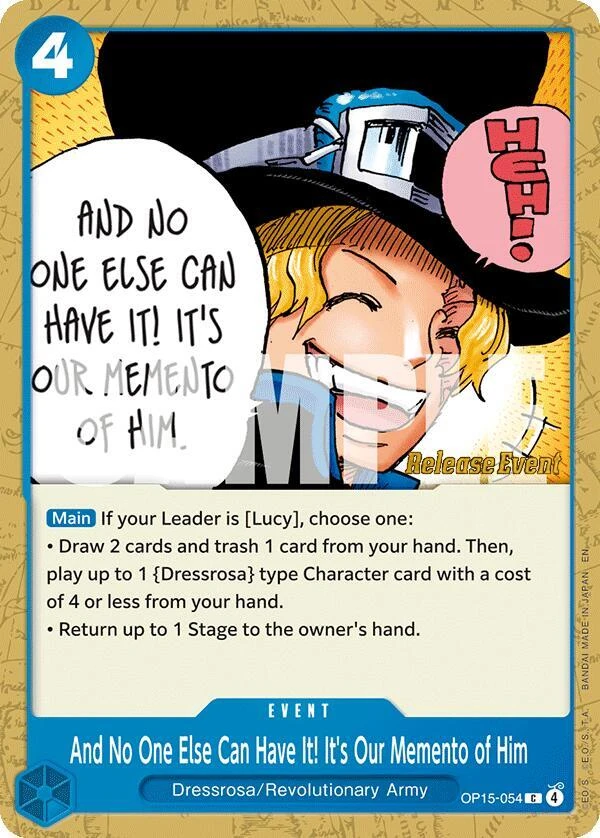 4
AND NO
ONE ELSE CAN
HAVE IT! IT'S
OUR MEMENTO
OF HIM.
HEH!
SAMPLE
Release Event
Main If your Leader is [Lucy], choose one:
• Draw 2 cards and trash 1 card from your hand. Then,
play up to 1 {Dressrosa} type Character card with a cost
of 4 or less from your hand.
• Return up to 1 Stage to the owner's hand.
EVENT
And No One Else Can Have It! It's Our Memento of Him
Dressrosa/Revolutionary Army
OP15-054 C 4
BANDAI MADE IN JAPAN EN